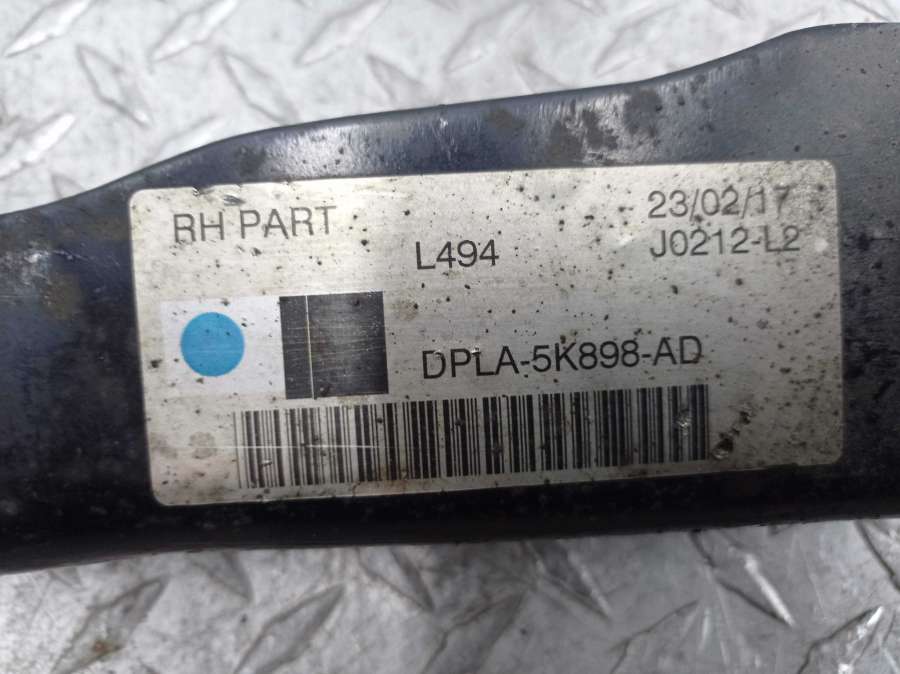 RH PART
23/02/17
L494
J0212-L2
DPLA-5K898-AD